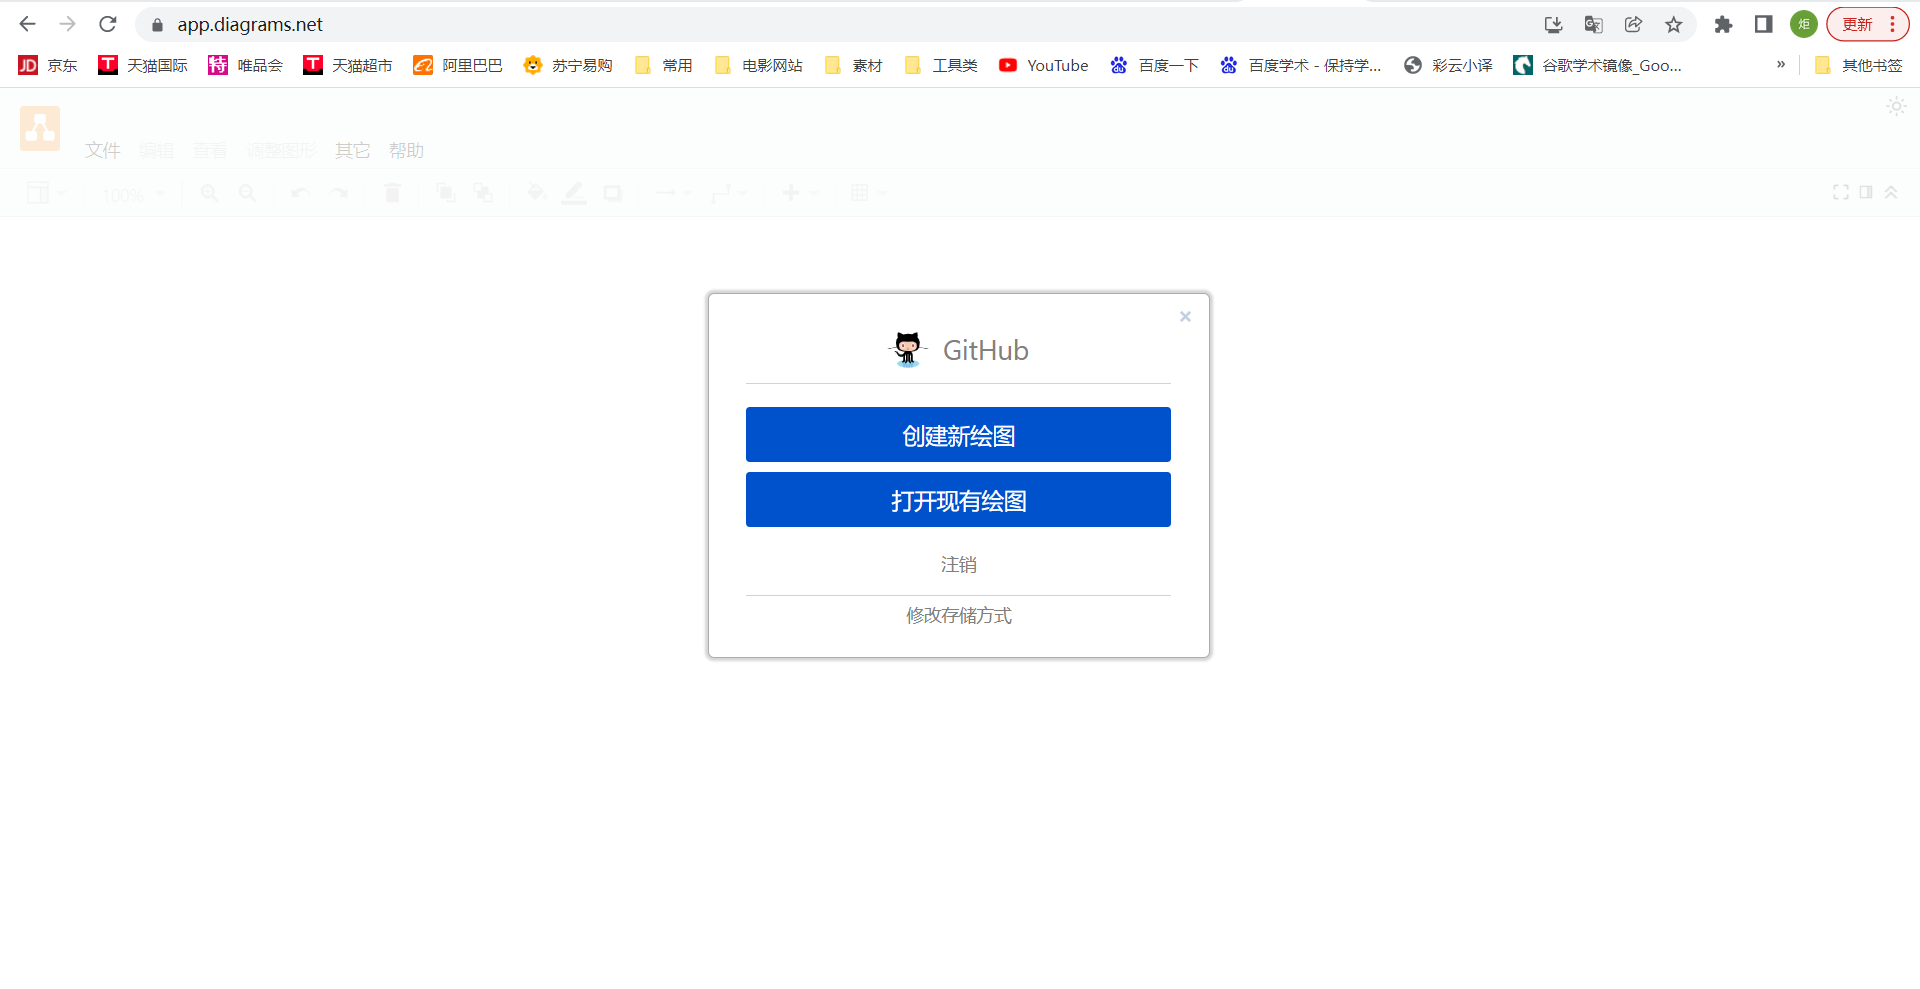 app.diagrams.net
炬
更新
京东
天猫国际
唯品会
天猫超市
阿里巴巴
苏宁易购
常用
电影网站
素材
工具类
YouTube
百度一下
百度学术 - 保持学...
彩云小译
谷歌学术镜像_Goo...
»
其他书签
文件 编辑 查看 调整图形 其它 帮助
100%
GitHub
创建新绘图
打开现有绘图
注销
修改存储方式